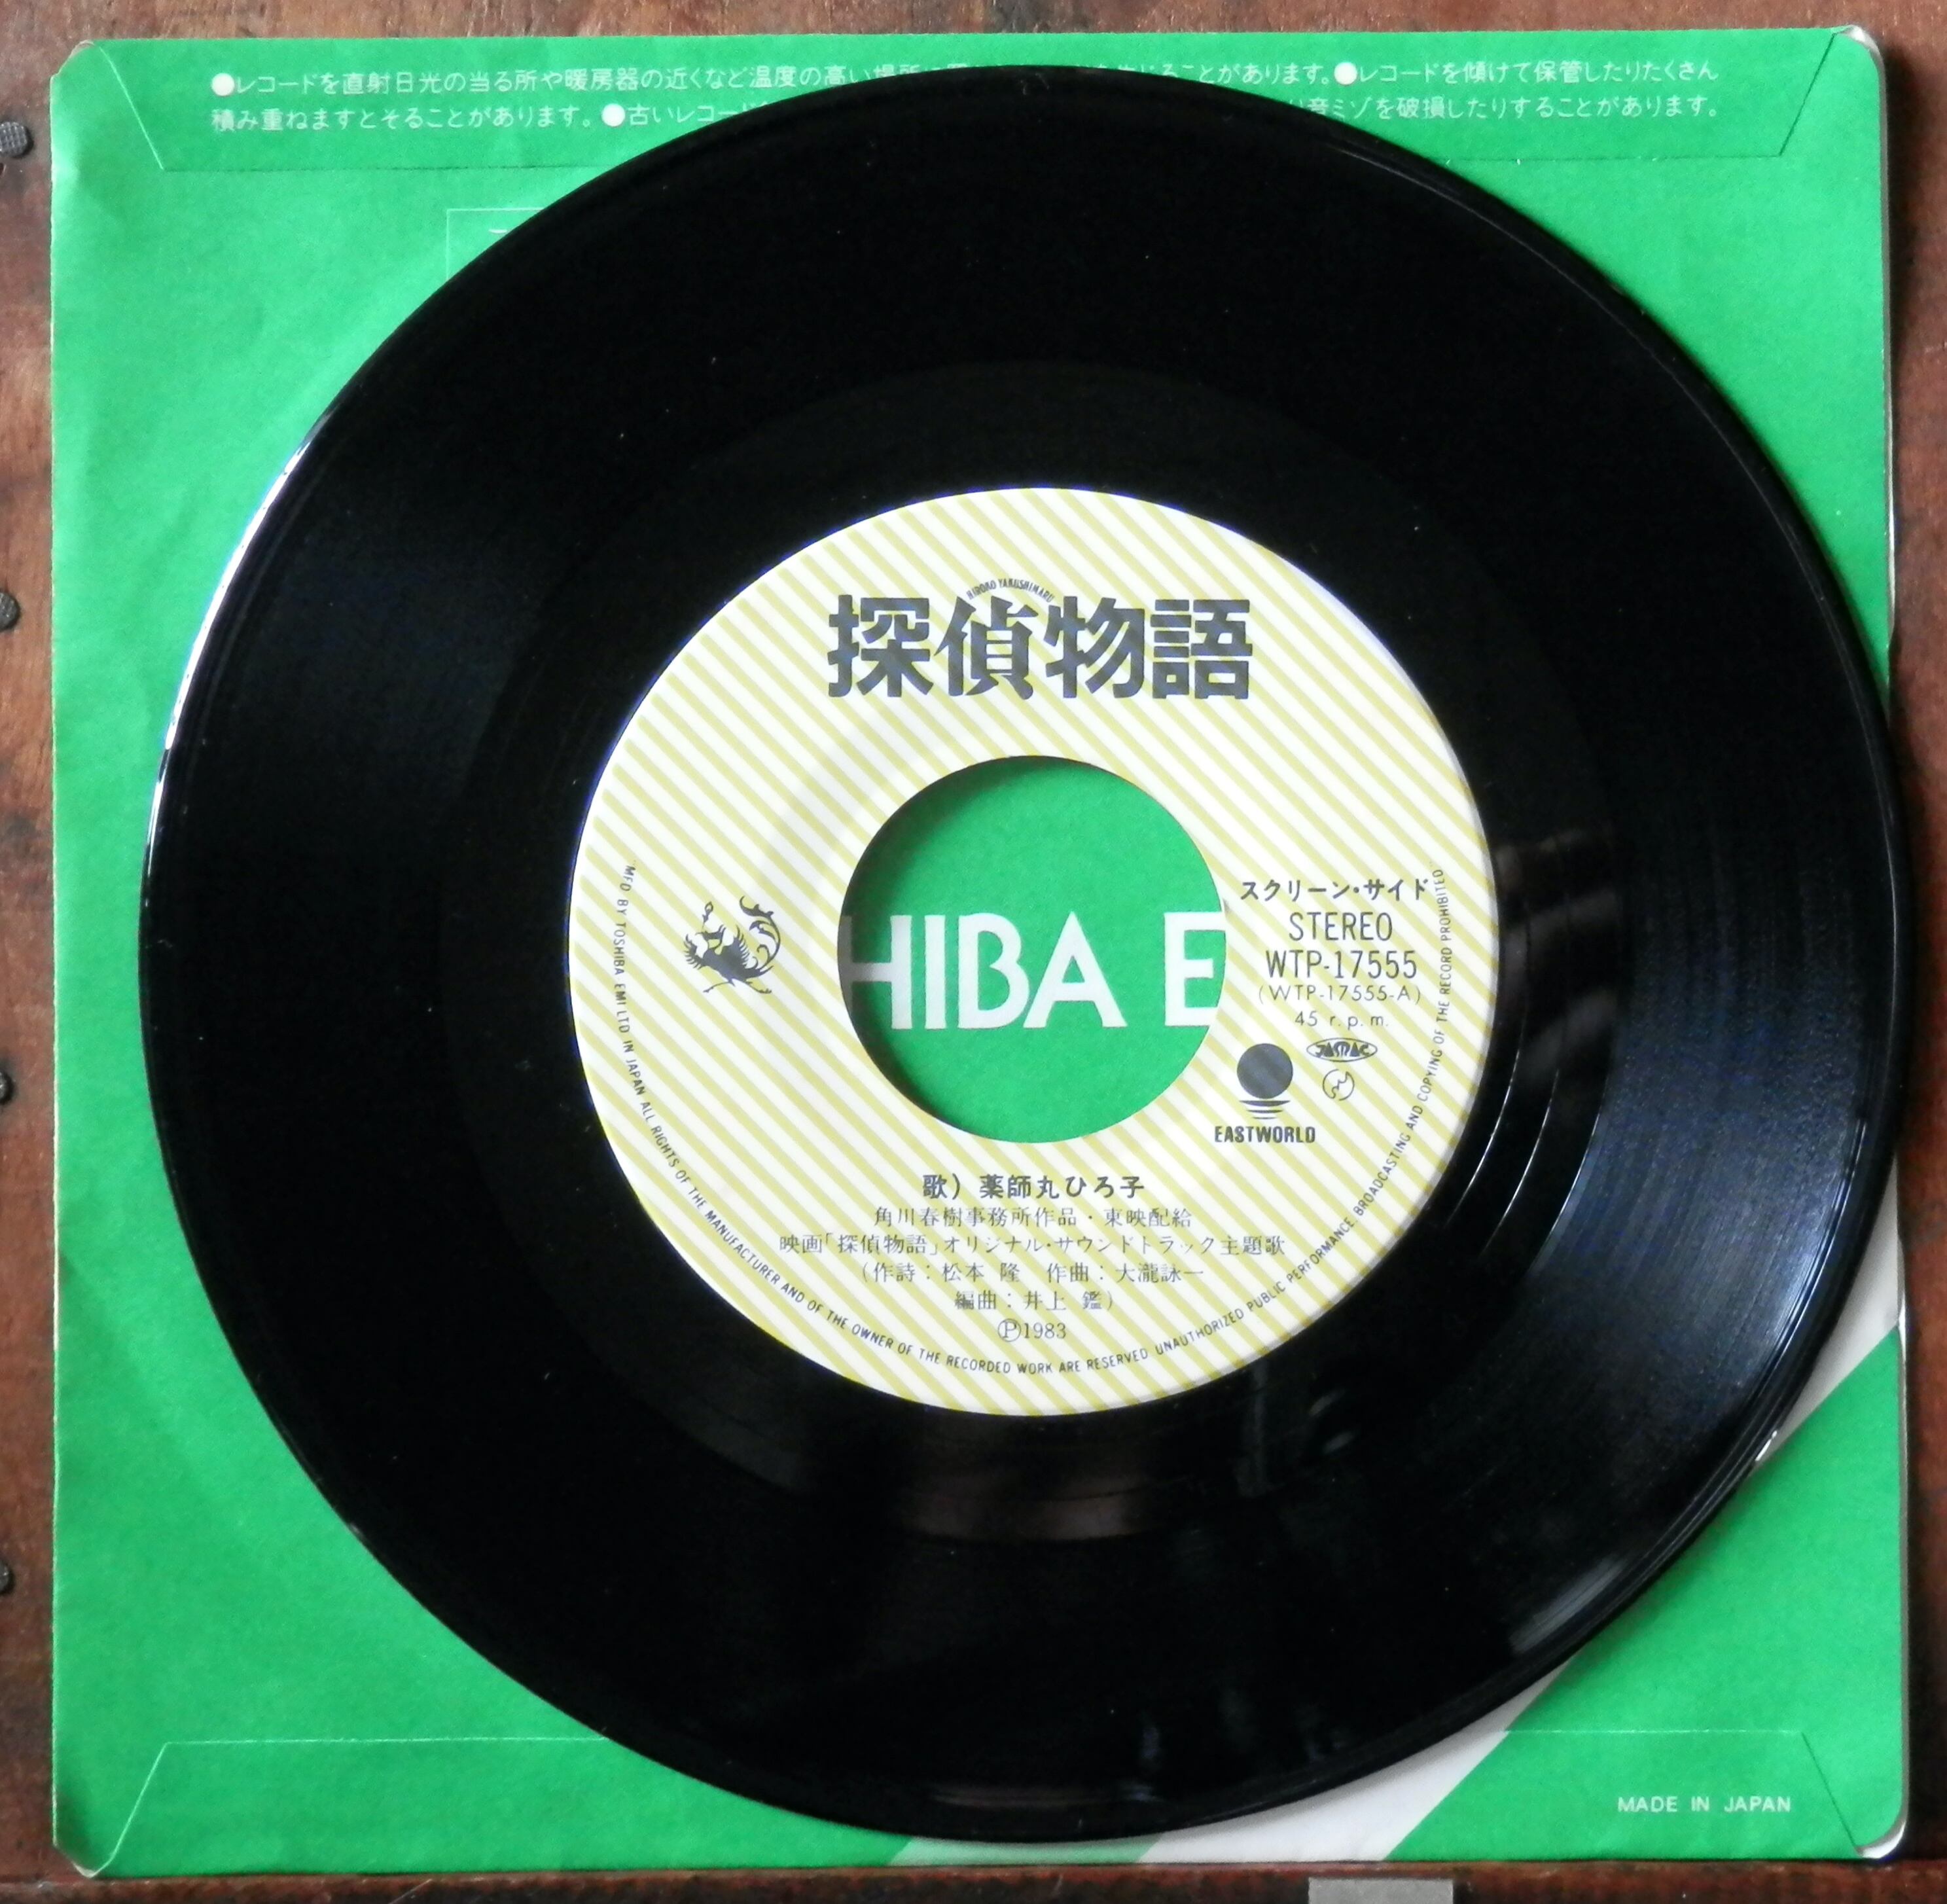 ●レコードを直射日光の当る所や暖房器の近くなど温度の高い場所 ることがあります。●レコードを傾けて保管したりたくさん
積み重ねますとそることがあります。●古いレコード 音ミゾを破損したりすることがあります。
HIROKO YAKUSHIMARU
探偵物語
HIBA E
スクリーン・サイド
STEREO
WTP-17555
(WTP-17555-A)
45 r.p.m.
JASRAC
EASTWORLD
歌）薬師丸ひろ子
角川春樹事務所作品・東映配給
映画「探偵物語」オリジナル・サウンドトラック主題歌
（作詩：松本 隆 作曲：大瀧詠一
編曲：井上 鑑）
Ⓟ1983
MFD BY TOSHIBA EMI LTD IN JAPAN ALL RIGHTS OF THE MANUFACTURER AND OF THE OWNER OF THE RECORDED WORK ARE RESERVED UNAUTHORIZED PUBLIC PERFORMANCE, BROADCASTING AND COPYING OF THE RECORD PROHIBITED
MADE IN JAPAN